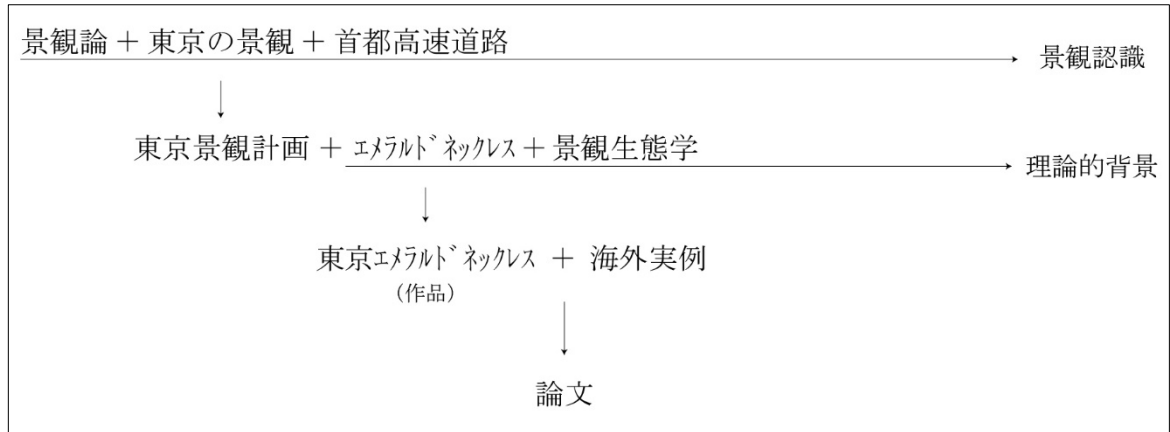 景観論 + 東京の景観 + 首都高速道路
景観認識
東京景観計画 + ｴﾒﾗﾙﾄﾞﾈｯｸﾚｽ + 景観生態学
理論的背景
東京ｴﾒﾗﾙﾄﾞﾈｯｸﾚｽ + 海外実例
(作品)
論文